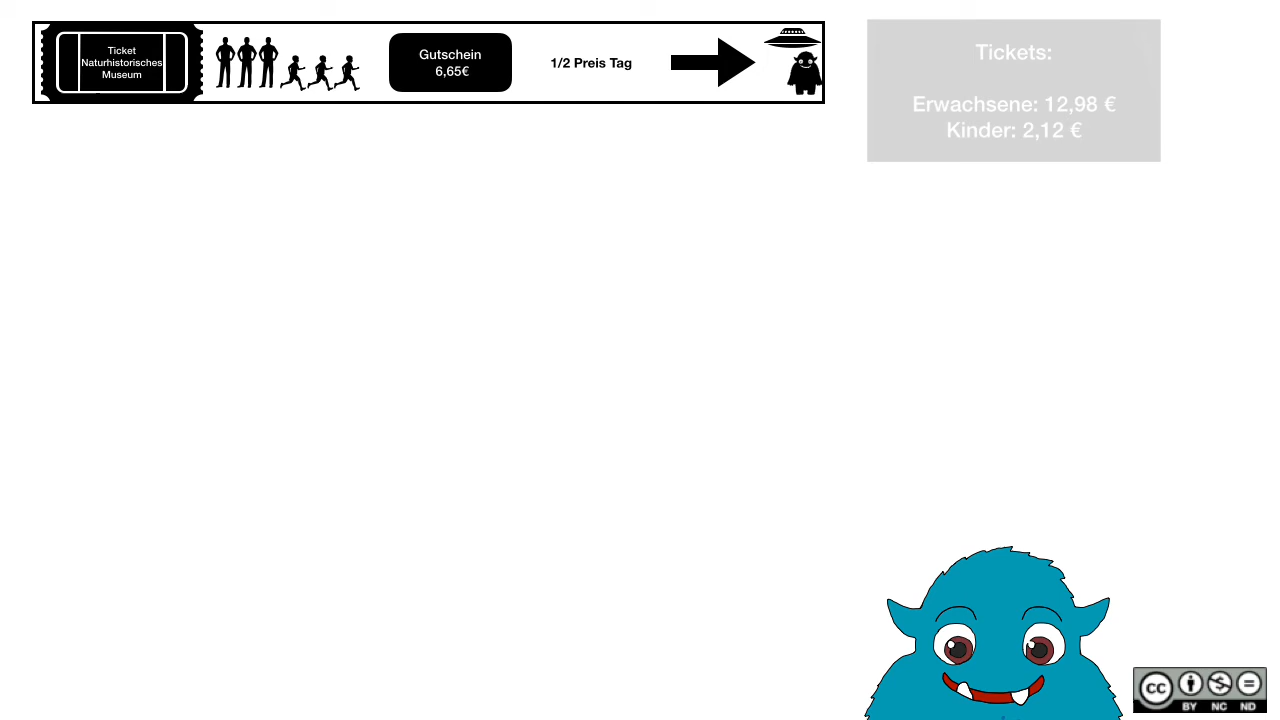 Ticket
Naturhistorisches
Museum
Gutschein
6,65€
1/2 Preis Tag
Tickets:
Erwachsene: 12,98 €
Kinder: 2,12 €
CC
BY NC ND